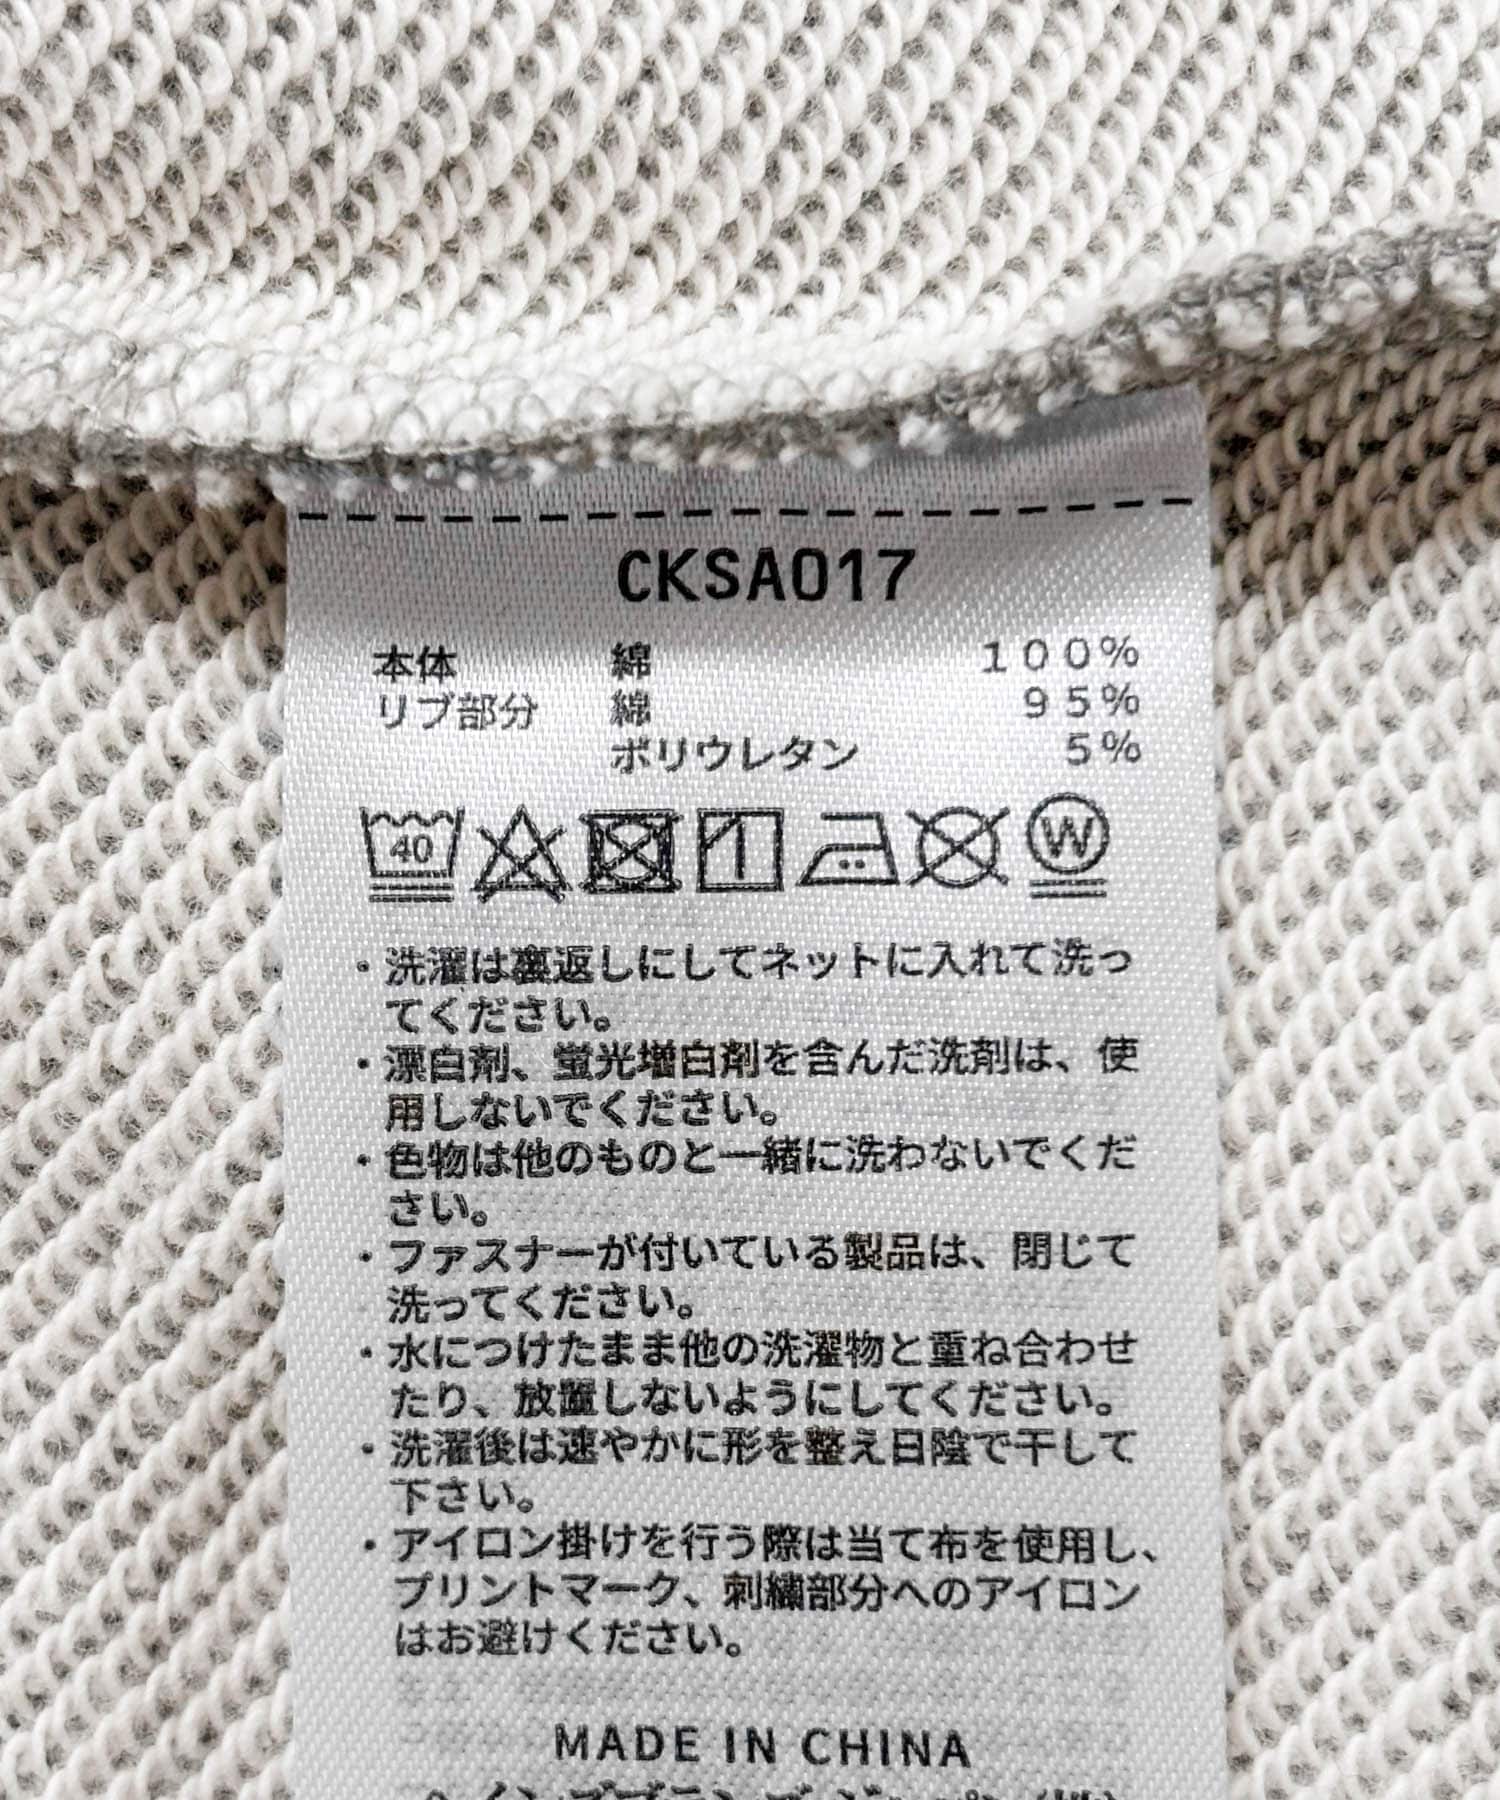 CKSA017
本体 綿 100%
リブ部分 綿 95%
ポリウレタン 5%
40 W
・洗濯は裏返しにしてネットに入れて洗っ
てください。
・漂白剤、蛍光増白剤を含んだ洗剤は、使
用しないでください。
・色物は他のものと一緒に洗わないでくだ
さい。
・ファスナーが付いている製品は、閉じて
洗ってください。
・水につけたまま他の洗濯物と重ね合わせ
たり、放置しないようにしてください。
・洗濯後は速やかに形を整え日陰で干して
下さい。
・アイロン掛けを行う際は当て布を使用し、
プリントマーク、刺繍部分へのアイロン
はお避けください。
MADE IN CHINA